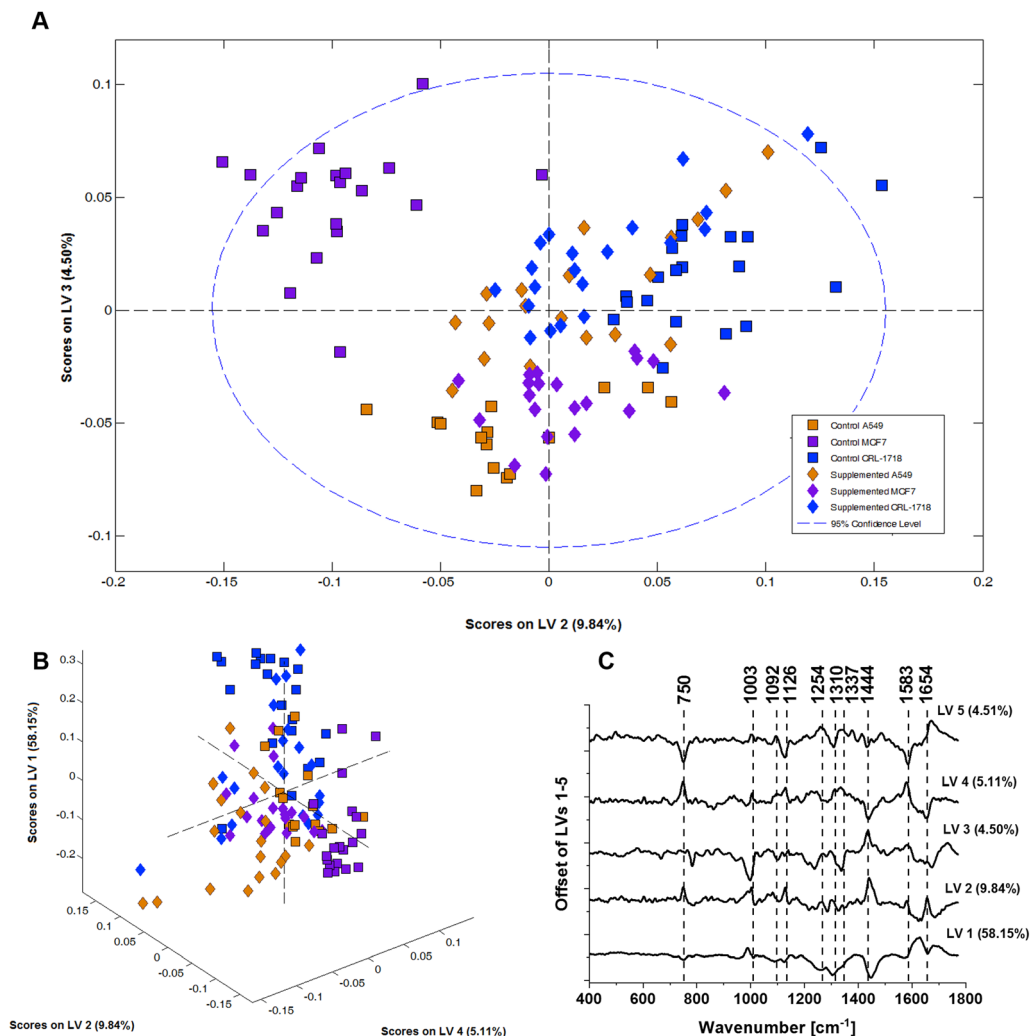 A
Scores on LV 3 (4.50%)
0.1
0.05
0
-0.05
-0.1
-0.2
-0.15
-0.1
-0.05
0
0.05
0.1
0.15
0.2
Scores on LV 2 (9.84%)
Control A549
Control MCF7
Control CRL-1718
Supplemented A549
Supplemented MCF7
Supplemented CRL-1718
95% Confidence Level
B
Scores on LV 1 (58.15%)
0.3
0.2
0.1
0
-0.1
-0.2
0.15
0.1
0.05
0
-0.05
-0.1
-0.15
Scores on LV 2 (9.84%)
-0.1
-0.05
0
0.05
0.1
Scores on LV 4 (5.11%)
C
750
1003
1092
1126
1254
1310
1337
1444
1583
1654
Offset of LVs 1-5
LV 5 (4.51%)
LV 4 (5.11%)
LV 3 (4.50%)
LV 2 (9.84%)
LV 1 (58.15%)
400 600 800 1000 1200 1400 1600 1800
Wavenumber [cm⁻¹]